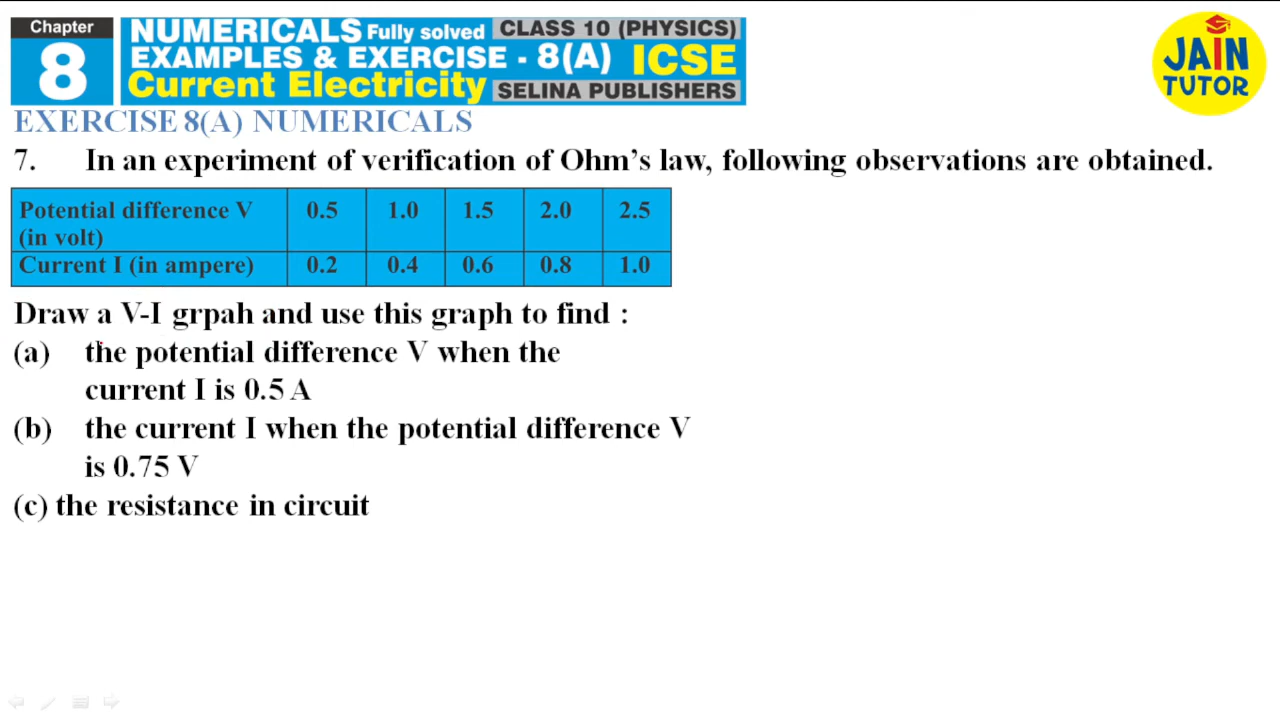 Chapter
8
NUMERICALS Fully solved CLASS 10 (PHYSICS)
EXAMPLES & EXERCISE - 8(A) ICSE
Current Electricity SELINA PUBLISHERS
JAIN
TUTOR
EXERCISE 8(A) NUMERICALS
7. In an experiment of verification of Ohm's law, following observations are obtained.
Potential difference V 0.5 1.0 1.5 2.0 2.5
(in volt)
Current I (in ampere) 0.2 0.4 0.6 0.8 1.0
Draw a V-I grpah and use this graph to find :
(a) the potential difference V when the
current I is 0.5 A
(b) the current I when the potential difference V
is 0.75 V
(c) the resistance in circuit